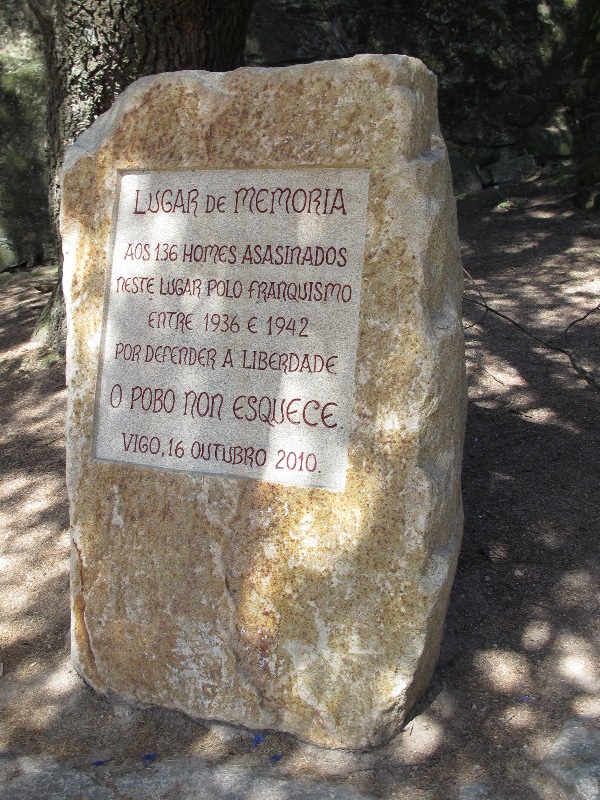 LUGAR DE MEMORIA
AOS 136 HOMES ASASINADOS
NESTE LUGAR POLO FRANQUISMO
ENTRE 1936 E 1942
POR DEFENDER A LIBERDADE
O POBO NON ESQUECE.
VIGO, 16 OUTUBRO 2010.